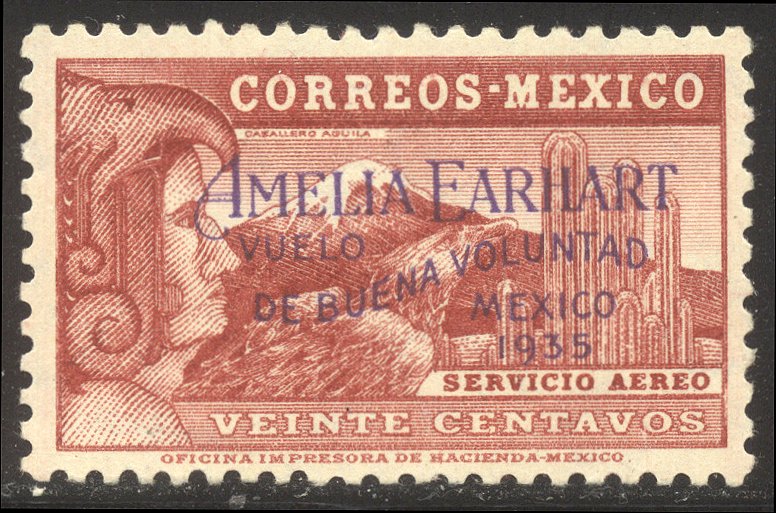 CORREOS-MEXICO
CABALLERO AGUILA
AMELIA EARHART
VUELO
DE BUENA VOLUNTAD
MEXICO
1935
SERVICIO AEREO
VEINTE CENTAVOS
OFICINA IMPRESORA DE HACIENDA-MEXICO